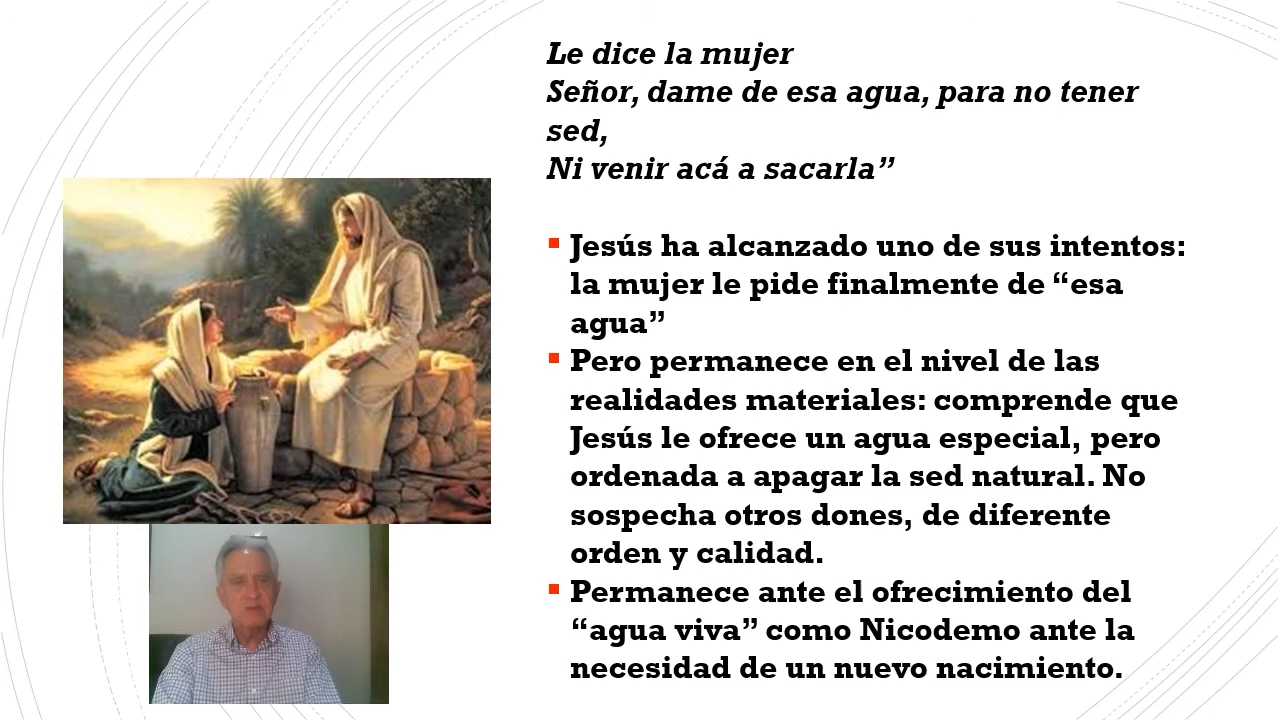 Le dice la mujer
Señor, dame de esa agua, para no tener
sed,
Ni venir acá a sacarla”
Jesús ha alcanzado uno de sus intentos:
la mujer le pide finalmente de “esa
agua”
Pero permanece en el nivel de las
realidades materiales: comprende que
Jesús le ofrece un agua especial, pero
ordenada a apagar la sed natural. No
sospecha otros dones, de diferente
orden y calidad.
Permanece ante el ofrecimiento del
“agua viva” como Nicodemo ante la
necesidad de un nuevo nacimiento.